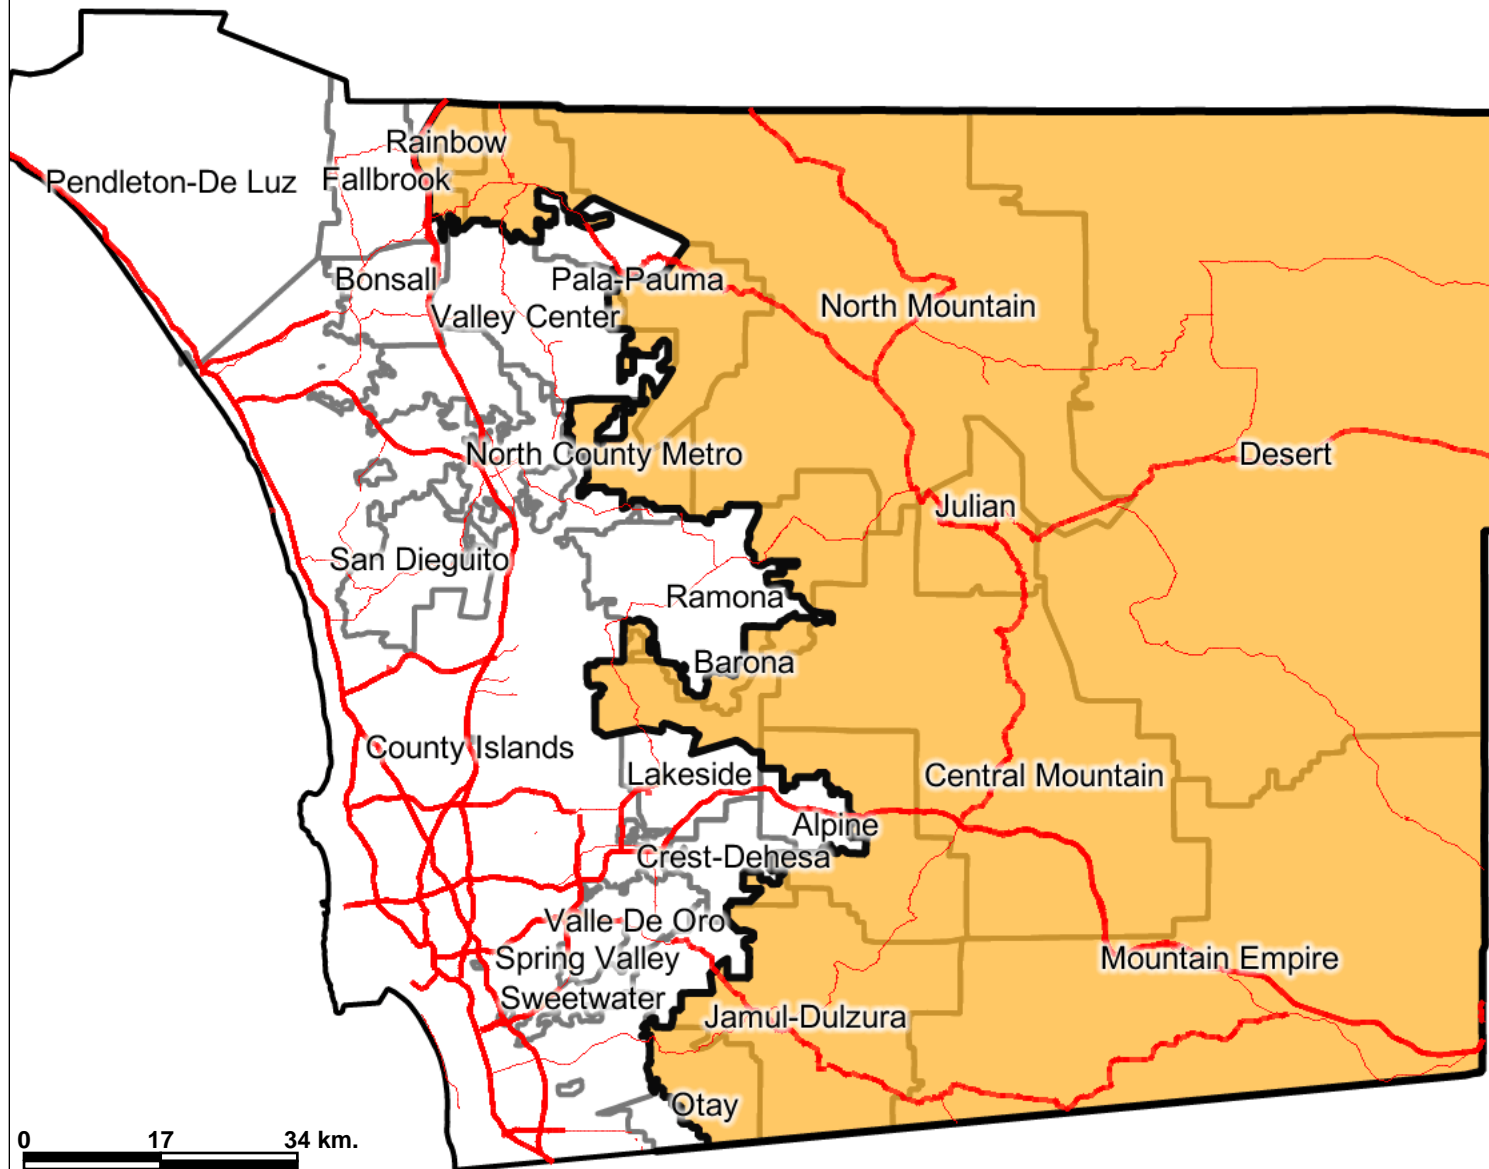 Rainbow
Pendleton-De Luz
Fallbrook
Bonsall
Pala-Pauma
Valley Center
North Mountain
North County Metro
Desert
Julian
San Dieguito
Ramona
Barona
County Islands
Lakeside
Central Mountain
Alpine
Crest-Dehesa
Valle De Oro
Spring Valley
Mountain Empire
Sweetwater
Jamul-Dulzura
Otay
0 17 34 km.